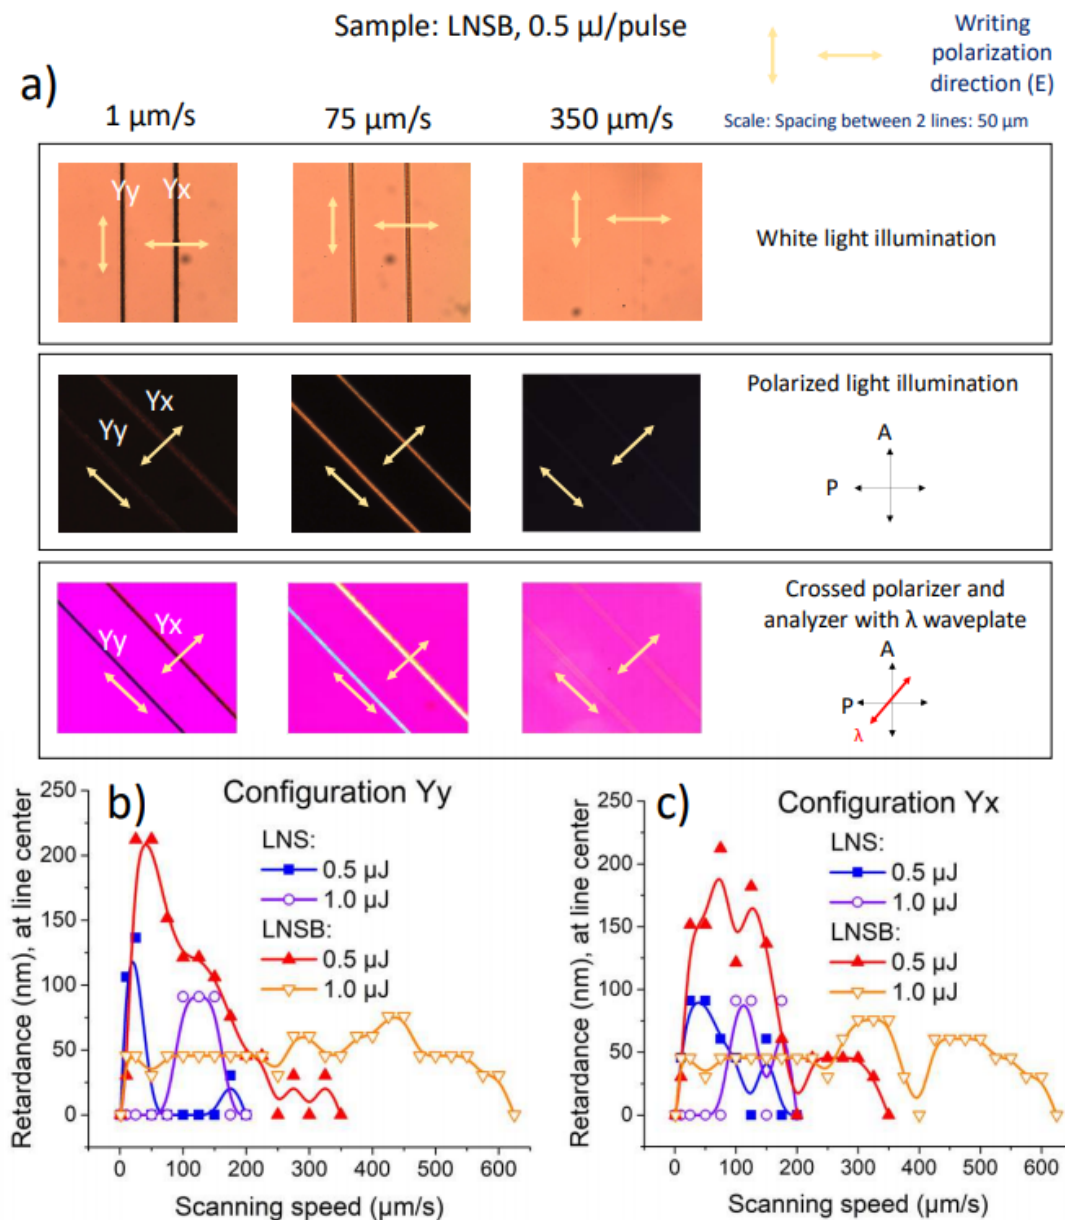 Sample: LNSB, 0.5 µJ/pulse
Writing
polarization
direction (E)
a)
1 µm/s
75 µm/s
350 µm/s
Scale: Spacing between 2 lines: 50 µm
Yy
Yx
White light illumination
Yx
Yy
Polarized light illumination
A
P
Yy
Yx
Crossed polarizer and
analyzer with λ waveplate
A
P
λ
b)
Configuration Yy
LNS:
0.5 µJ
1.0 µJ
LNSB:
0.5 µJ
1.0 µJ
Retardance (nm), at line center
250
200
150
100
50
0
0 100 200 300 400 500 600
Scanning speed (µm/s)
c)
Configuration Yx
LNS:
0.5 µJ
1.0 µJ
LNSB:
0.5 µJ
1.0 µJ
Retardance (nm), at line center
250
200
150
100
50
0
0 100 200 300 400 500 600
Scanning speed (µm/s)